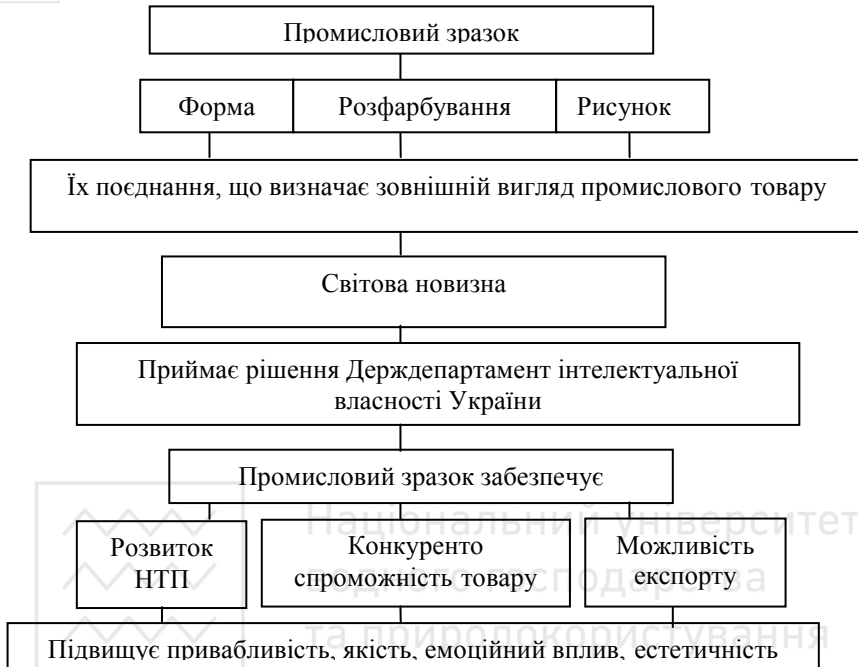 Промисловий зразок
Форма Розфарбування Рисунок
Їх поєднання, що визначає зовнішній вигляд промислового товару
Світова новизна
Приймає рішення Держдепартамент інтелектуальної
власності України
Промисловий зразок забезпечує
Національний університет
Розвиток
НТП
Конкуренто
спроможність товару
Можливість
експорту
водного господарства
та природокористування
Підвищує привабливість, якість, емоційний вплив, естетичність